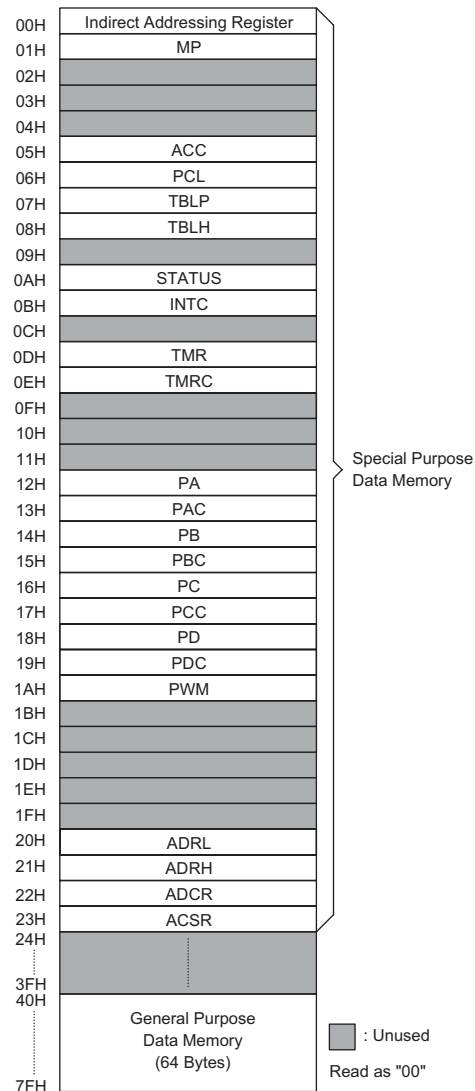 00H Indirect Addressing Register
01H MP
02H
03H
04H
05H ACC
06H PCL
07H TBLP
08H TBLH
09H
0AH STATUS
0BH INTC
0CH
0DH TMR
0EH TMRC
0FH
10H
11H
Special Purpose
Data Memory
12H PA
13H PAC
14H PB
15H PBC
16H PC
17H PCC
18H PD
19H PDC
1AH PWM
1BH
1CH
1DH
1EH
1FH
20H ADRL
21H ADRH
22H ADCR
23H ACSR
24H
3FH
40H
General Purpose
Data Memory
(64 Bytes)
7FH
: Unused
Read as "00"